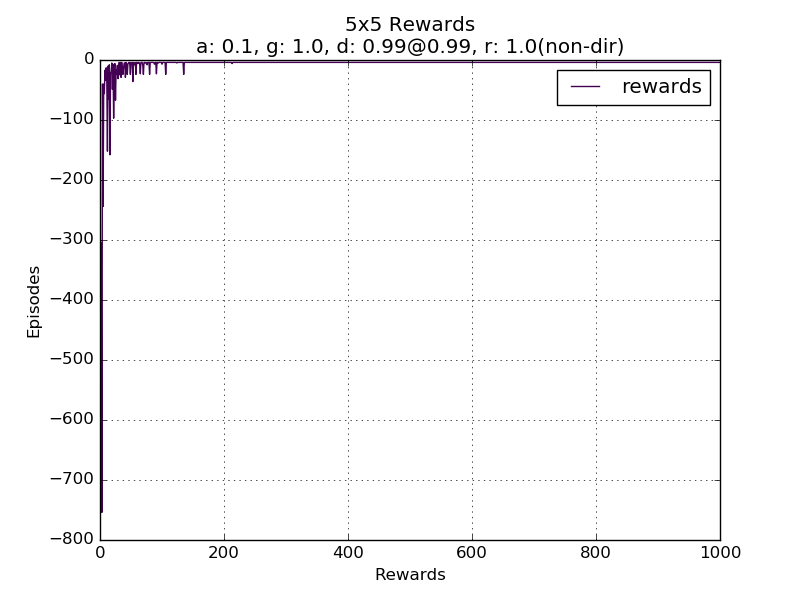 5x5 Rewards
a: 0.1, g: 1.0, d: 0.99@0.99, r: 1.0(non-dir)
rewards
0
−100
−200
−300
−400
−500
−600
−700
−800
Episodes
0 200 400 600 800 1000
Rewards